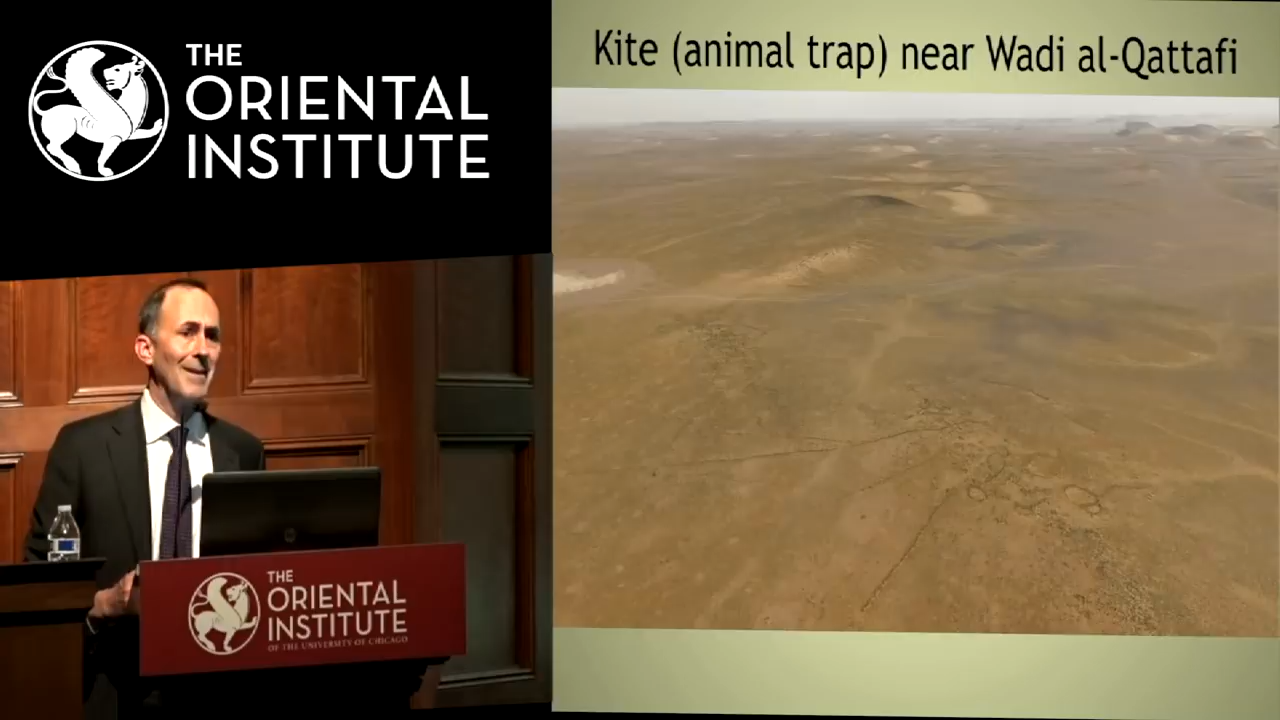 THE
ORIENTAL
INSTITUTE
Kite (animal trap) near Wadi al-Qattafi
THE
ORIENTAL
INSTITUTE
OF THE UNIVERSITY OF CHICAGO